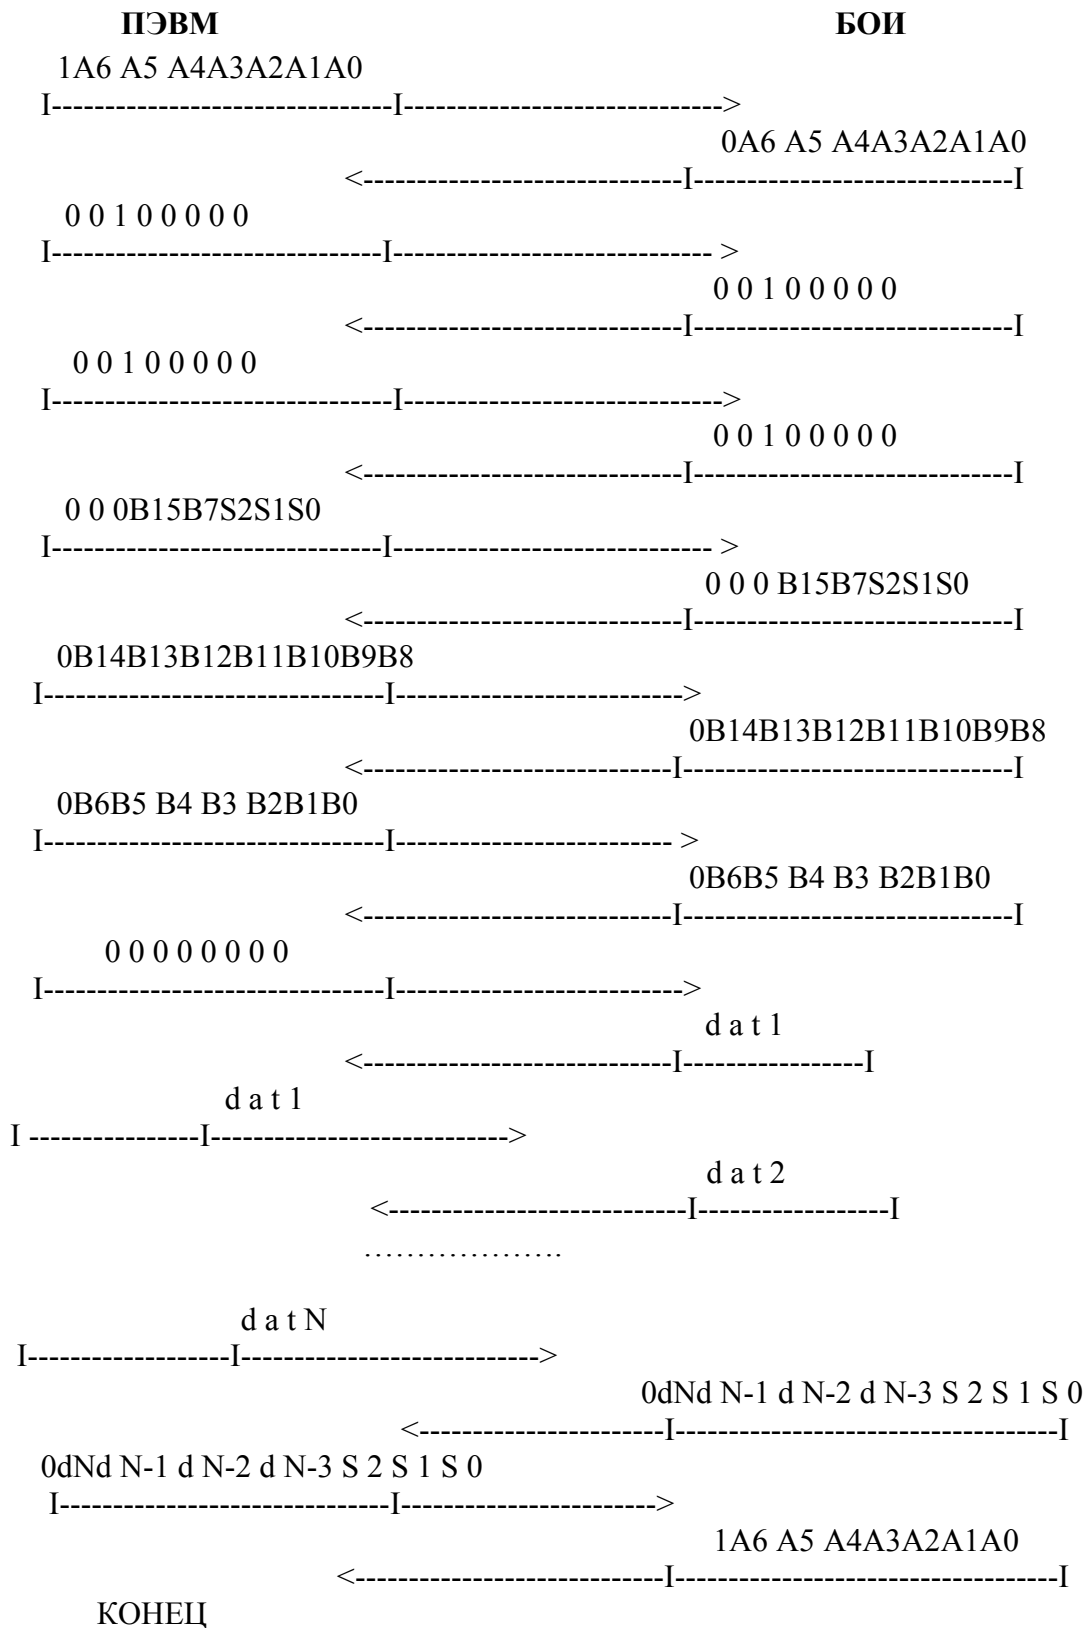 ПЭВМ БОИ
1A6 A5 A4A3A2A1A0
I--------------------------------I------------------------------>
0A6 A5 A4A3A2A1A0
<------------------------------I------------------------------I
0 0 1 0 0 0 0 0
I-------------------------------I------------------------------ >
0 0 1 0 0 0 0 0
<------------------------------I------------------------------I
0 0 1 0 0 0 0 0
I--------------------------------I------------------------------>
0 0 1 0 0 0 0 0
<------------------------------I------------------------------I
0 0 0B15B7S2S1S0
I-------------------------------I------------------------------ >
0 0 0 B15B7S2S1S0
<------------------------------I------------------------------I
0B14B13B12B11B10B9B8
I--------------------------------I--------------------------->
0B14B13B12B11B10B9B8
<-----------------------------I-------------------------------I
0B6B5 B4 B3 B2B1B0
I--------------------------------I-------------------------- >
0B6B5 B4 B3 B2B1B0
<-----------------------------I-------------------------------I
0 0 0 0 0 0 0 0
I--------------------------------I--------------------------->
d a t 1
<-----------------------------I-----------------I
d a t 1
I ----------------I---------------------------->
d a t 2
<----------------------------I------------------I
……………….
d a t N
I-------------------I---------------------------->
0dNd N-1 d N-2 d N-3 S 2 S 1 S 0
<-----------------------I------------------------------------I
0dNd N-1 d N-2 d N-3 S 2 S 1 S 0
I-------------------------------I------------------------>
1A6 A5 A4A3A2A1A0
<-----------------------------I------------------------------------I
КОНЕЦ